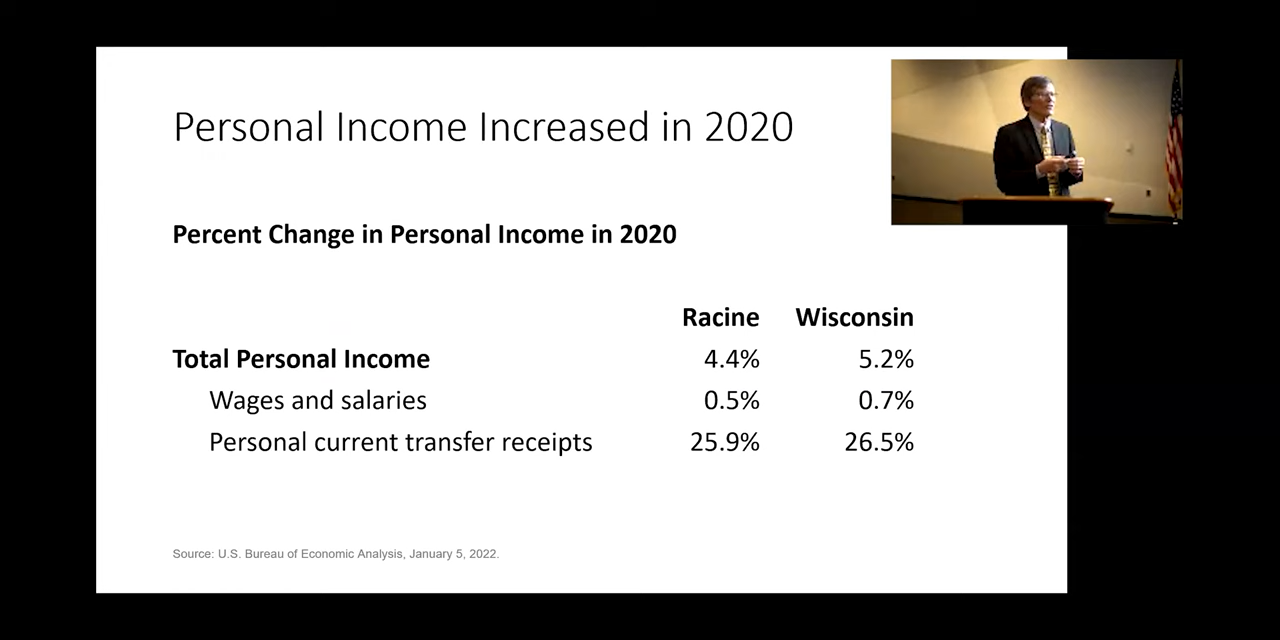 Personal Income Increased in 2020
Percent Change in Personal Income in 2020
Racine Wisconsin
Total Personal Income 4.4% 5.2%
Wages and salaries 0.5% 0.7%
Personal current transfer receipts 25.9% 26.5%
Source: U.S. Bureau of Economic Analysis, January 5, 2022.